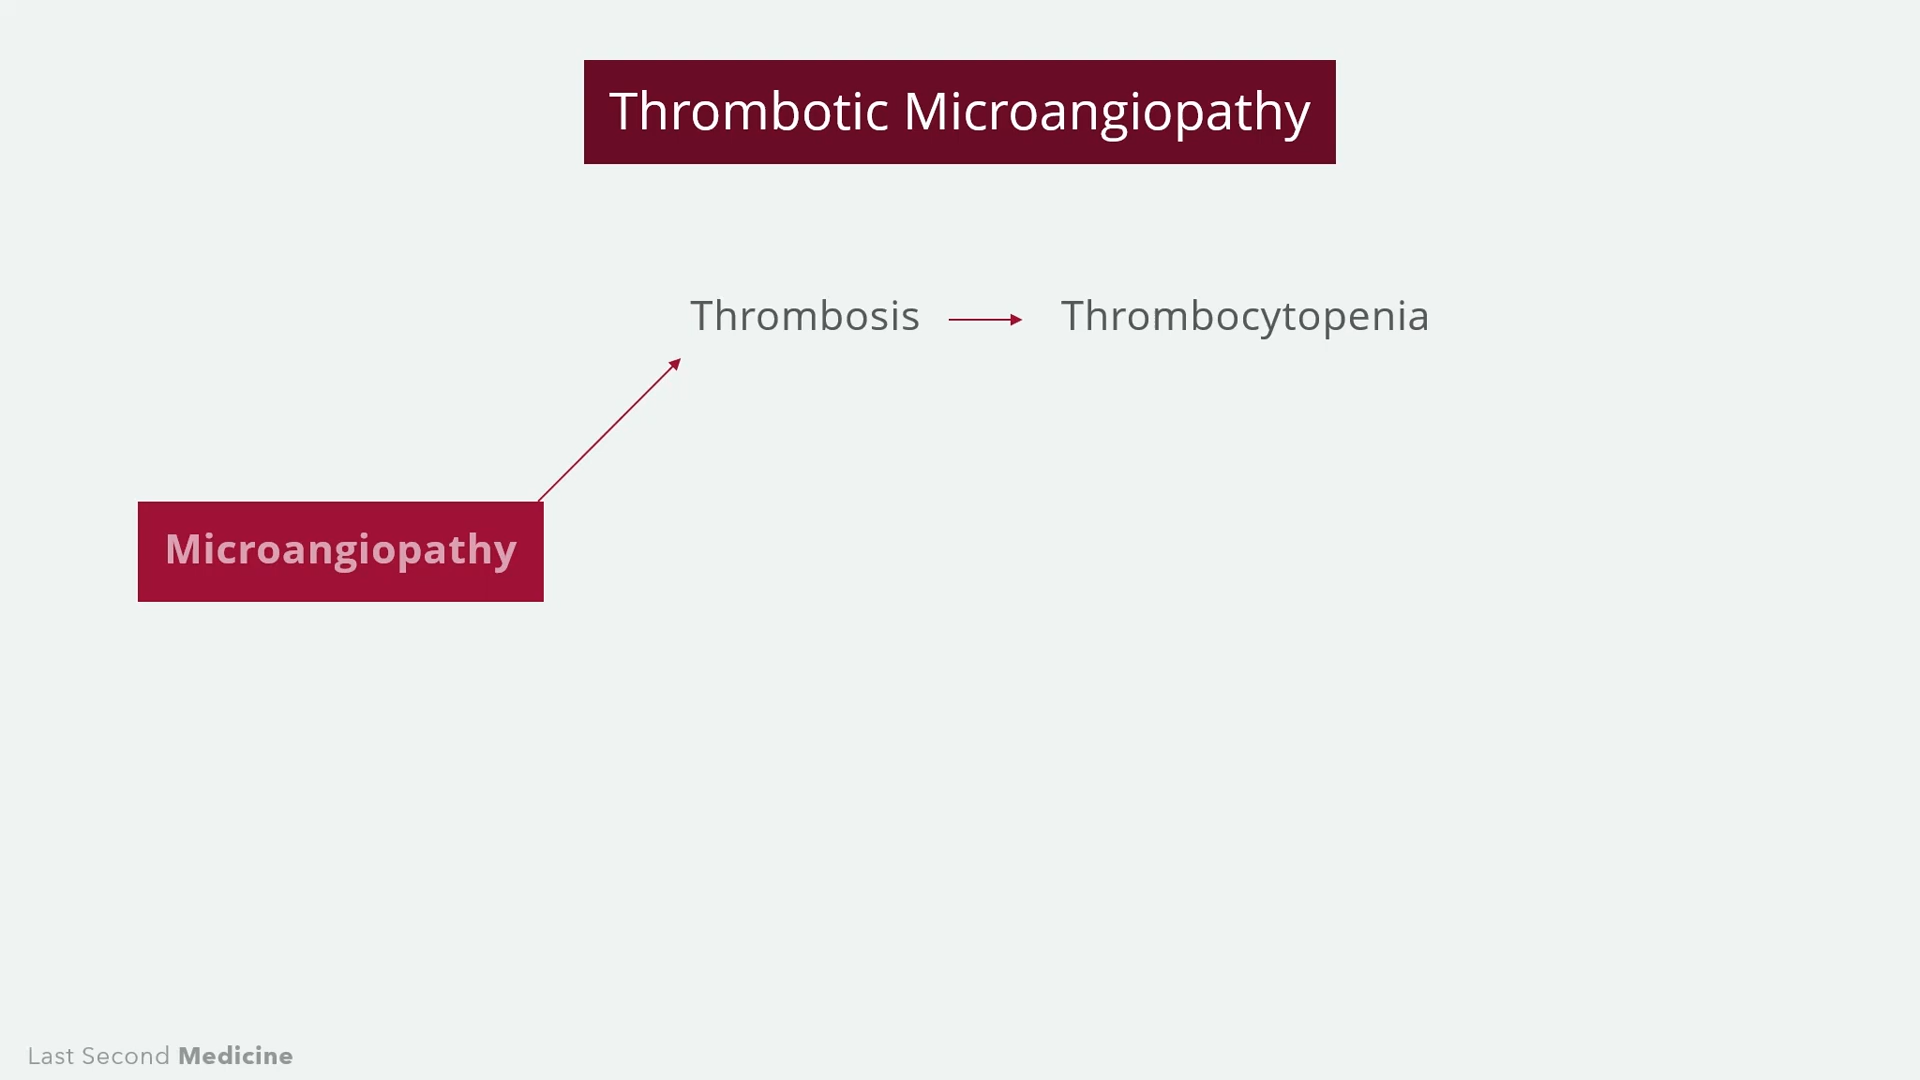 Thrombotic Microangiopathy
Thrombosis
Thrombocytopenia
Microangiopathy
Last Second Medicine